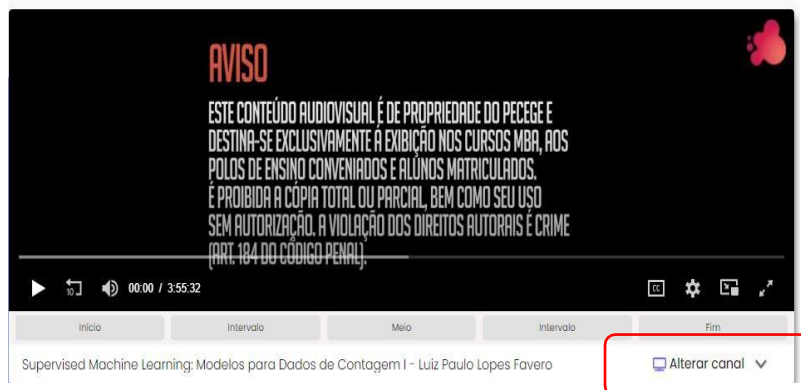 AVISO
ESTE CONTEÚDO AUDIOVISUAL É DE PROPRIEDADE DO PECEGE E
DESTINA-SE EXCLUSIVAMENTE Á EXIBIÇÃO NOS CURSOS MBA, AOS
POLOS DE ENSINO CONVENIADOS E ALUNOS MATRICULADOS.
É PROIBIDA A CÓPIA TOTAL OU PARCIAL, BEM COMO SEU USO
SEM AUTORIZAÇÃO. A VIOLAÇÃO DOS DIREITOS AUTORAIS É CRIME
(ART. 184 DO CÓDIGO PENAL).
10 00:00 / 3:55:32 CC
Início Intervalo Meio Intervalo Fim
Supervised Machine Learning: Modelos para Dados de Contagem I - Luiz Paulo Lopes Favero Alterar canal